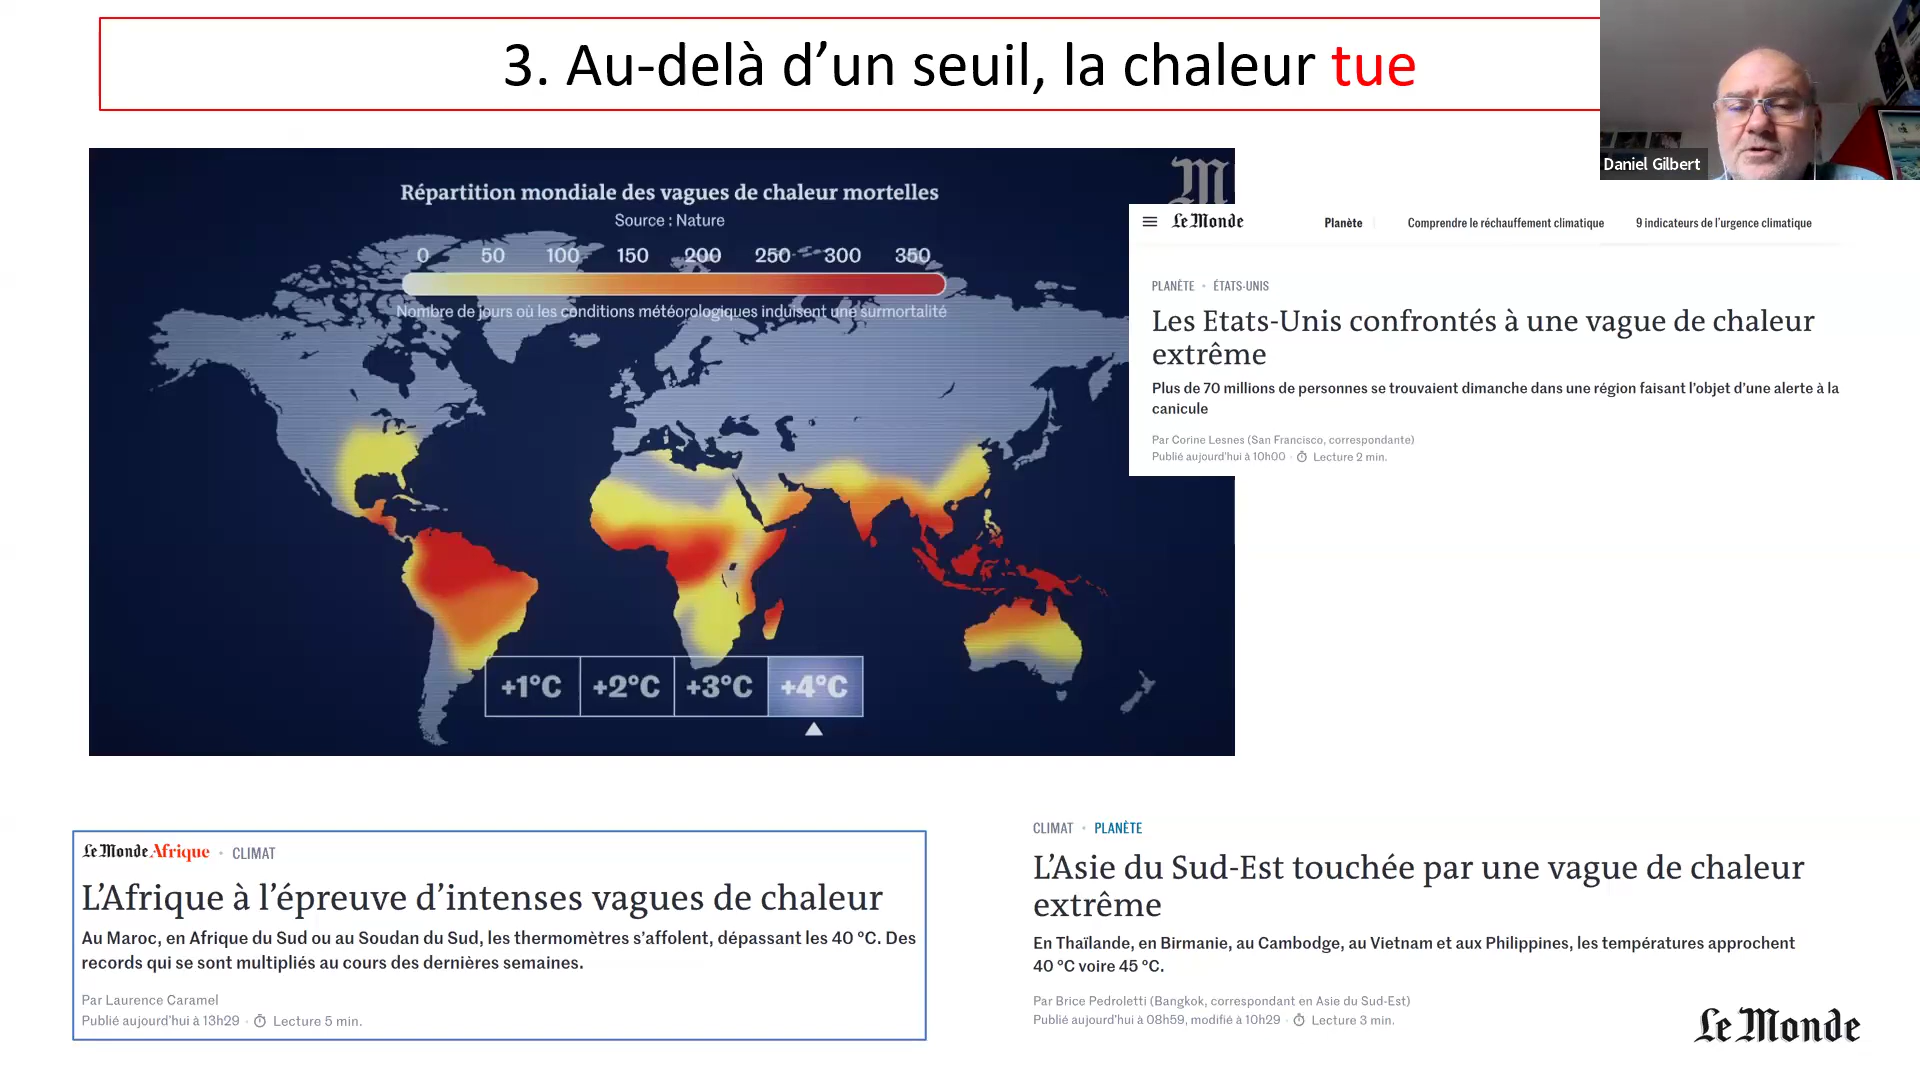 3. Au-delà d’un seuil, la chaleur tue
Daniel Gilbert
M
Répartition mondiale des vagues de chaleur mortelles
Source : Nature
0 50 100 150 200 250 300 350
Nombre de jours où les conditions météorologiques induisent une surmortalité
+1°C +2°C +3°C +4°C
Le Monde
Planète Comprendre le réchauffement climatique 9 indicateurs de l’urgence climatique
PLANÈTE • ÉTATS-UNIS
Les Etats-Unis confrontés à une vague de chaleur
extrême
Plus de 70 millions de personnes se trouvaient dimanche dans une région faisant l’objet d’une alerte à la
canicule
Par Corine Lesnes (San Francisco, correspondante)
Publié aujourd’hui à 10h00 · Lecture 2 min.
Le Monde Afrique • CLIMAT
L’Afrique à l’épreuve d’intenses vagues de chaleur
Au Maroc, en Afrique du Sud ou au Soudan du Sud, les thermomètres s’affolent, dépassant les 40 °C. Des
records qui se sont multipliés au cours des dernières semaines.
Par Laurence Caramel
Publié aujourd’hui à 13h29 · Lecture 5 min.
CLIMAT • PLANÈTE
L’Asie du Sud-Est touchée par une vague de chaleur
extrême
En Thaïlande, en Birmanie, au Cambodge, au Vietnam et aux Philippines, les températures approchent
40 °C voire 45 °C.
Par Brice Pedroletti (Bangkok, correspondant en Asie du Sud-Est)
Publié aujourd’hui à 08h59, modifié à 10h29 · Lecture 3 min.
Le Monde